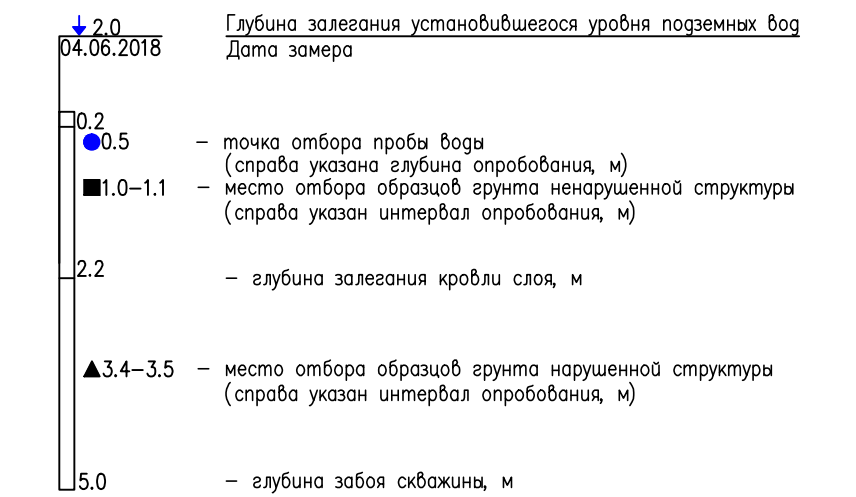 2.0 Глубина залегания установившегося уровня подземных вод
04.06.2018 Дата замера
0.2
0.5 – точка отбора пробы воды
(справа указана глубина опробования, м)
1.0–1.1 – место отбора образцов грунта ненарушенной структуры
(справа указан интервал опробования, м)
2.2 – глубина залегания кровли слоя, м
3.4–3.5 – место отбора образцов грунта нарушенной структуры
(справа указан интервал опробования, м)
5.0 – глубина забоя скважины, м